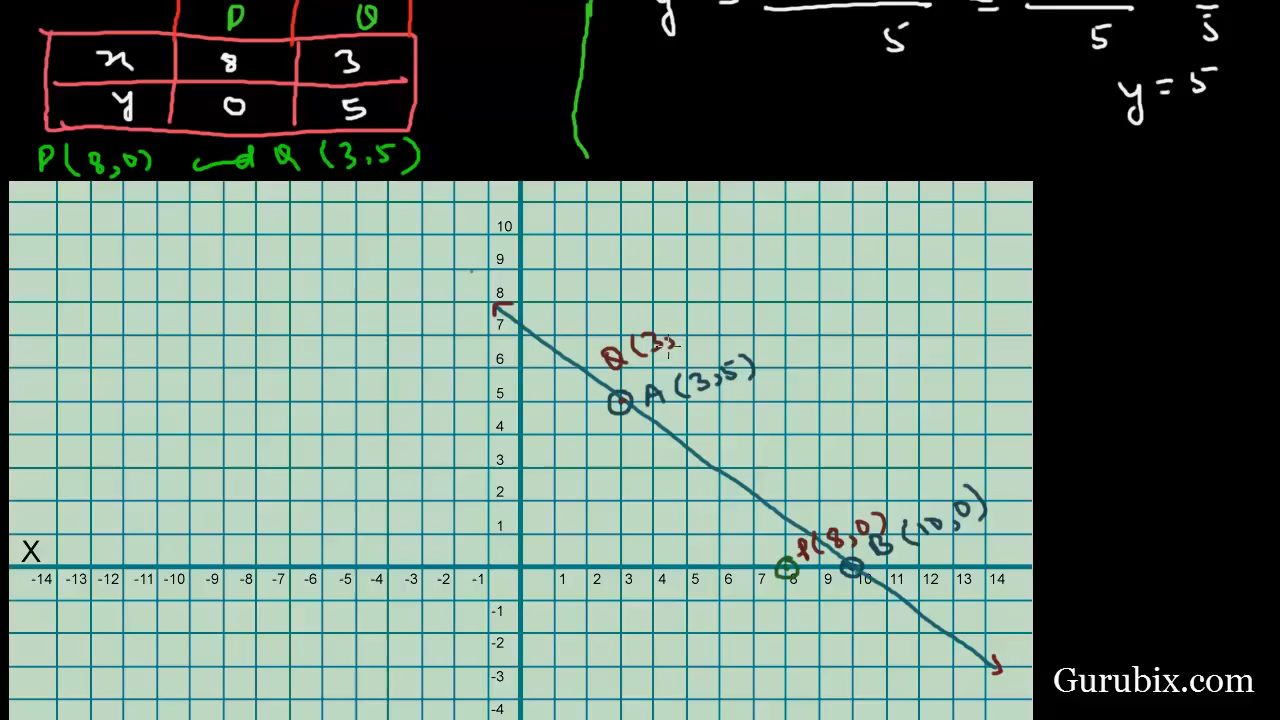 P Q
x 8 3
y 0 5
P(8,0) Q(3,5)
y = 5 = 5 = 5
y = 5
10
9
8
7
6
5
4
3
2
1
Q(3,
A(3,5)
P(8,0)
B(10,0)
X
-14 -13 -12 -11 -10 -9 -8 -7 -6 -5 -4 -3 -2 -1 1 2 3 4 5 6 7 8 9 10 11 12 13 14
-1
-2
-3
-4
Gurubix.com